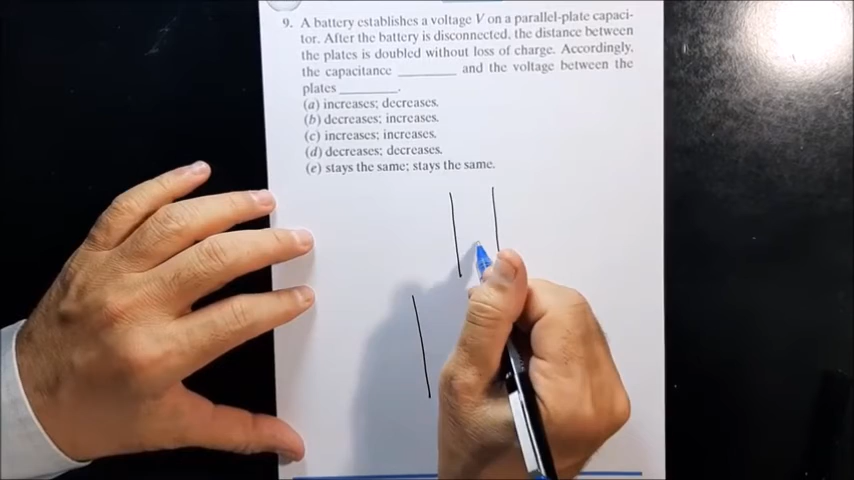 9. A battery establishes a voltage V on a parallel-plate capaci-
tor. After the battery is disconnected, the distance between
the plates is doubled without loss of charge. Accordingly,
the capacitance ________ and the voltage between the
plates ________.
(a) increases; decreases.
(b) decreases; increases.
(c) increases; increases.
(d) decreases; decreases.
(e) stays the same; stays the same.